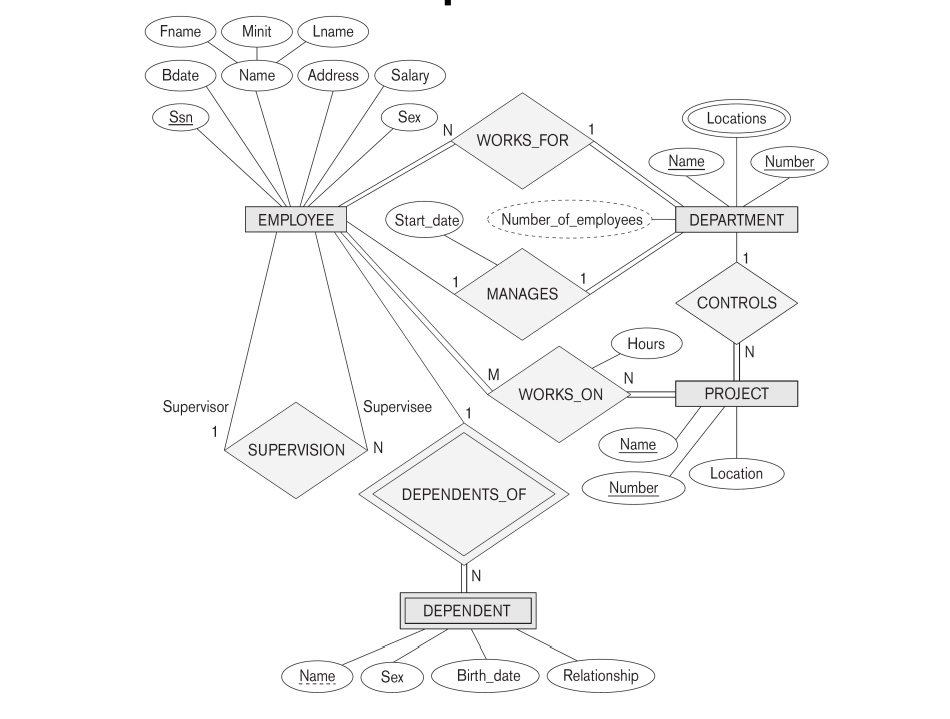 Fname Minit Lname
Bdate Name Address Salary
Ssn Sex
N WORKS_FOR 1
Locations
Name Number
EMPLOYEE Start_date Number_of_employees DEPARTMENT
1 MANAGES 1
1
CONTROLS
N
Hours
M WORKS_ON N PROJECT
Supervisor Supervisee 1
1 SUPERVISION N
Name
Number Location
DEPENDENTS_OF
N
DEPENDENT
Name Sex Birth_date Relationship